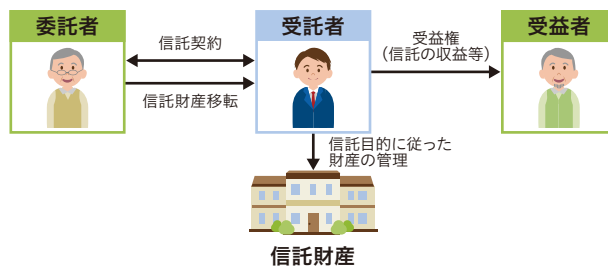 委託者
信託契約
信託財産移転
受託者
受益権
（信託の収益等）
受益者
信託目的に従った
財産の管理
信託財産